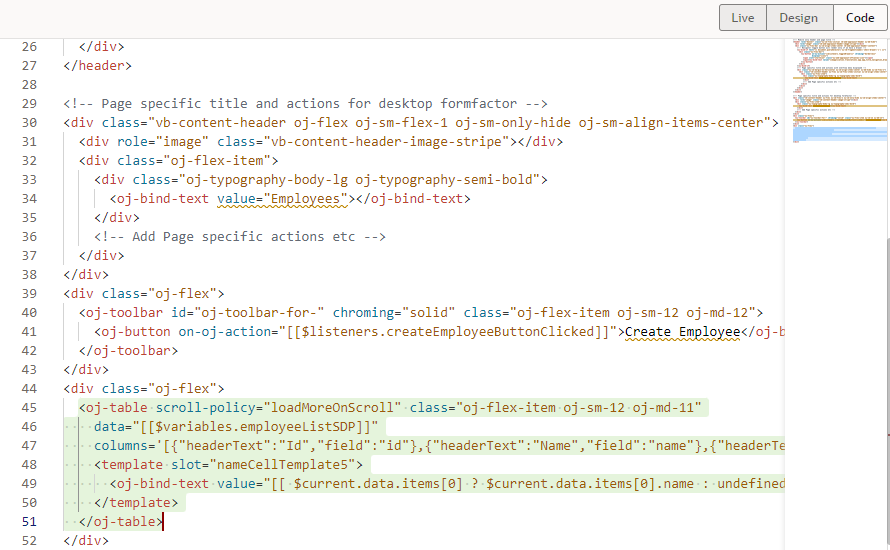 Live Design Code
26 </div>
27 </header>
28
29 <!-- Page specific title and actions for desktop formfactor -->
30 <div class="vb-content-header oj-flex oj-sm-flex-1 oj-sm-only-hide oj-sm-align-items-center">
31 <div role="image" class="vb-content-header-image-stripe"></div>
32 <div class="oj-flex-item">
33 <div class="oj-typography-body-lg oj-typography-semi-bold">
34 <oj-bind-text value="Employees"></oj-bind-text>
35 </div>
36 <!-- Add Page specific actions etc -->
37 </div>
38 </div>
39 <div class="oj-flex">
40 <oj-toolbar id="oj-toolbar-for-" chroming="solid" class="oj-flex-item oj-sm-12 oj-md-12">
41 <oj-button on-oj-action="[[$listeners.createEmployeeButtonClicked]]">Create Employee</oj-b
42 </oj-toolbar>
43 </div>
44 <div class="oj-flex">
45 <oj-table scroll-policy="loadMoreOnScroll" class="oj-flex-item oj-sm-12 oj-md-11"
46 data="[[$variables.employeeListSDP]]"
47 columns='[{"headerText":"Id","field":"id"},{"headerText":"Name","field":"name"},{"headerTe
48 <template slot="nameCellTemplate5">
49 <oj-bind-text value="[[ $current.data.items[0] ? $current.data.items[0].name : undefined
50 </template>
51 </oj-table>
52 </div>